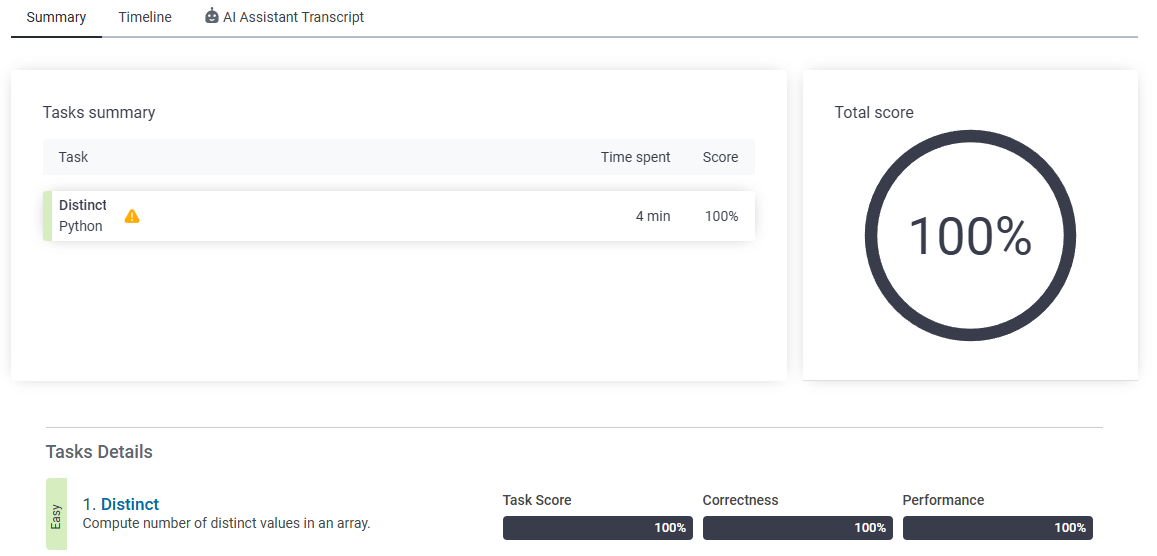 Summary Timeline AI Assistant Transcript
Tasks summary
Task Time spent Score
Distinct
Python
4 min 100%
Total score
100%
Tasks Details
Easy
1. Distinct
Compute number of distinct values in an array.
Task Score
100%
Correctness
100%
Performance
100%